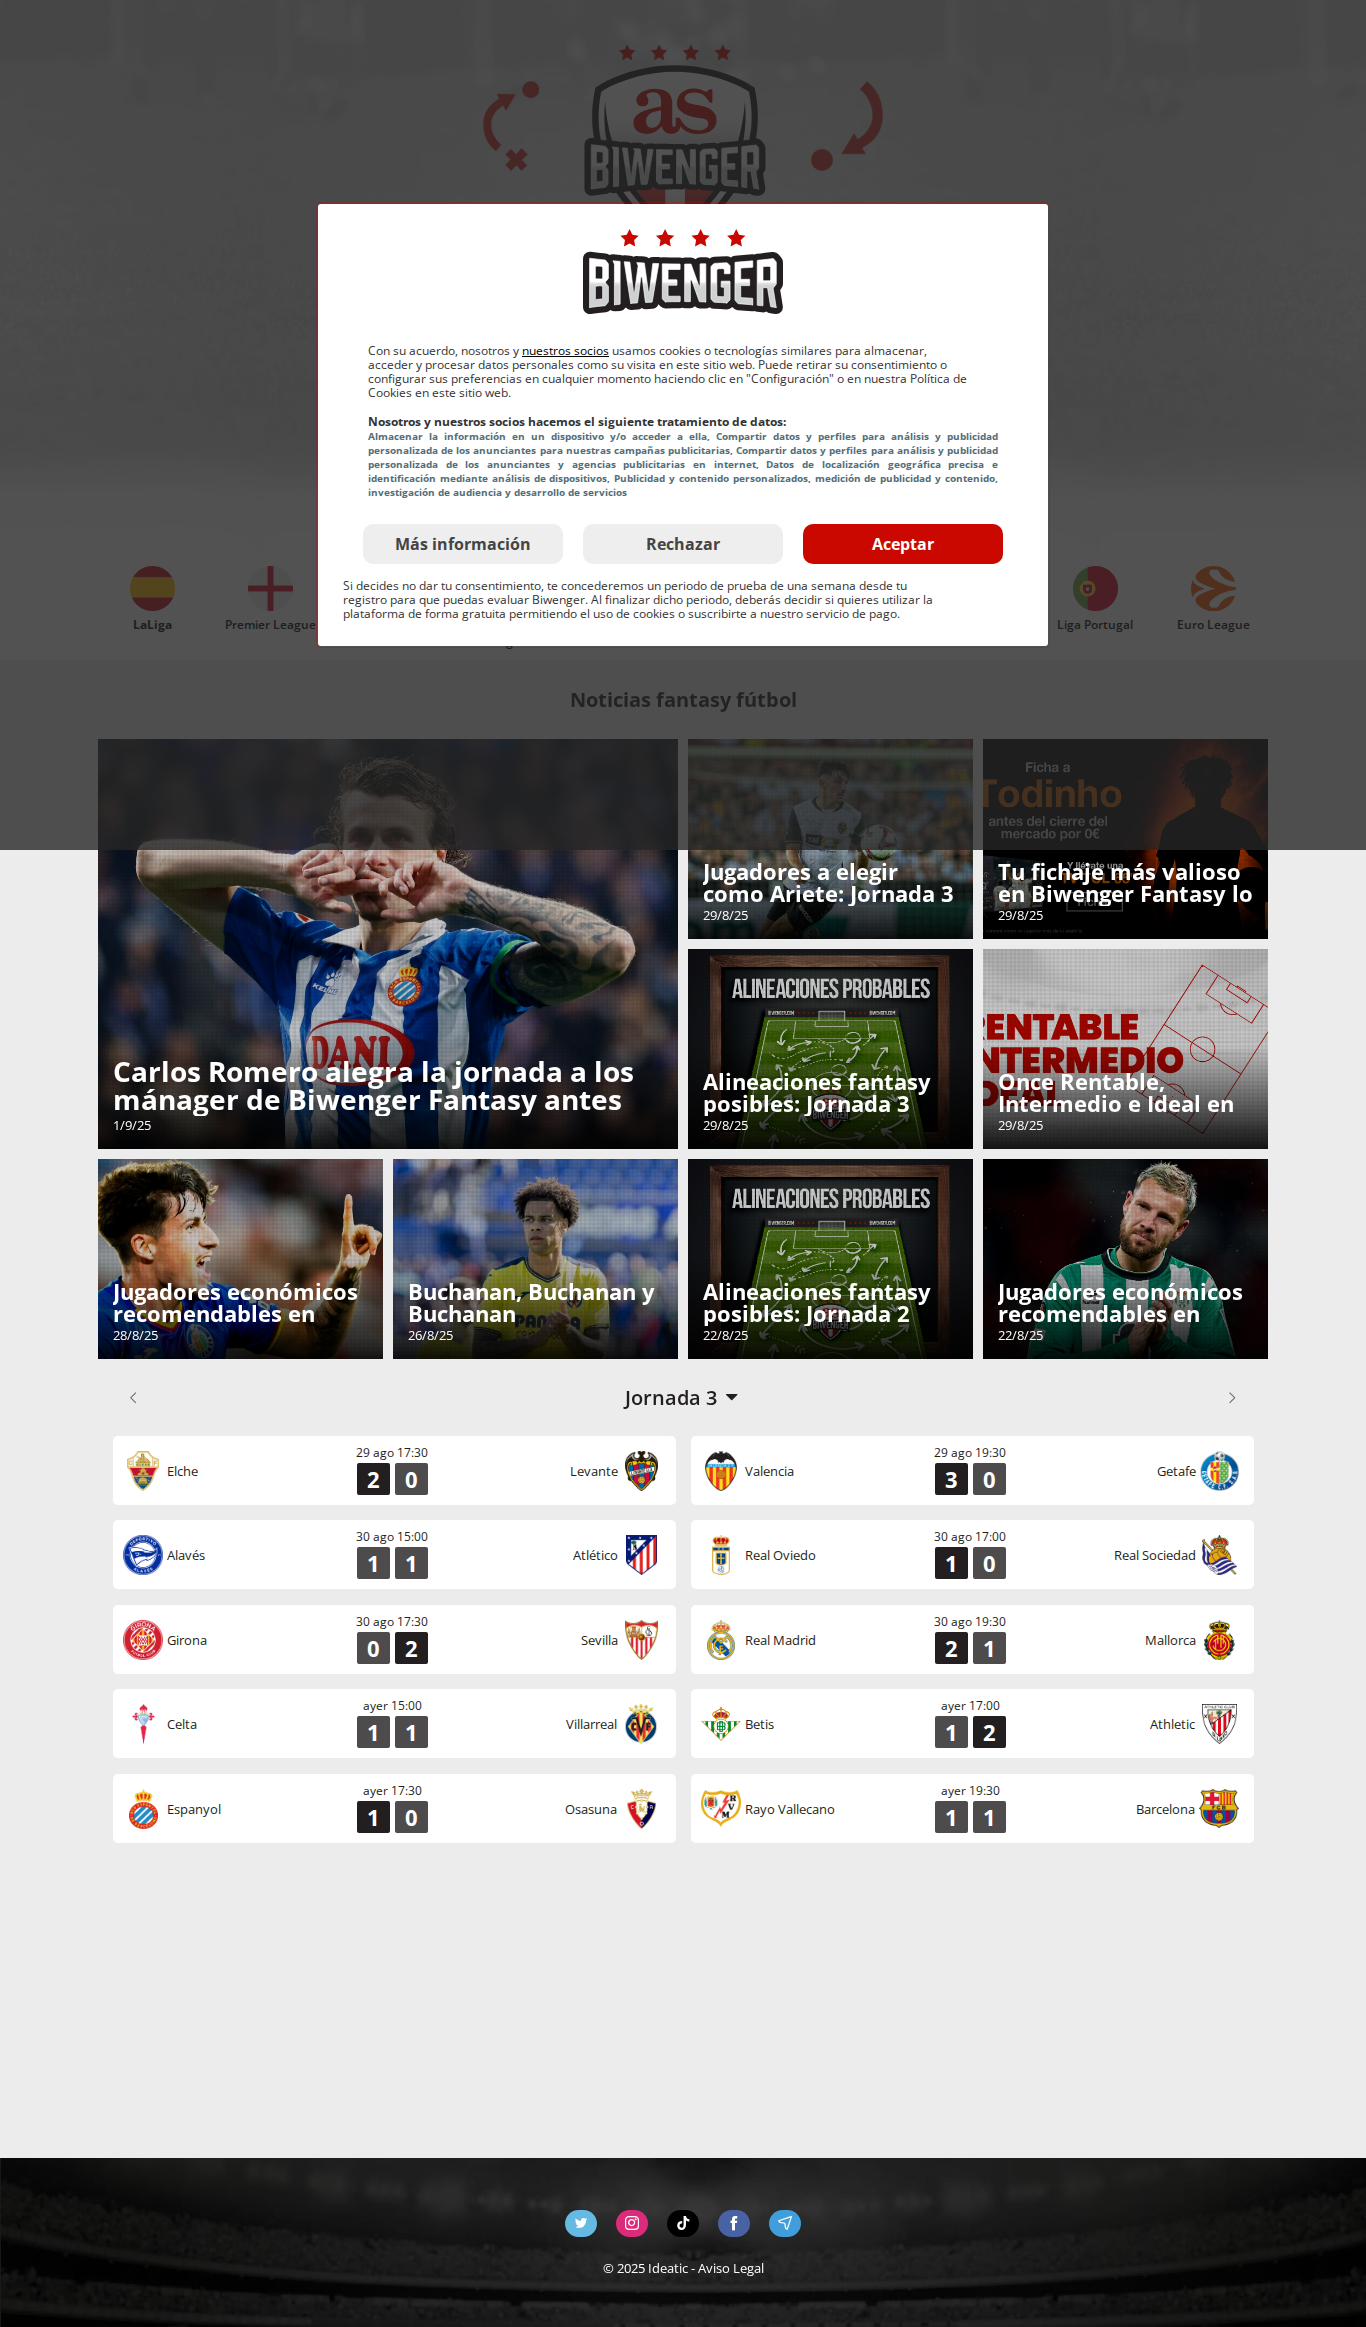 as
BIWENGER
BIWENGER
Con su acuerdo, nosotros y nuestros socios usamos cookies o tecnologías similares para almacenar,
acceder y procesar datos personales como su visita en este sitio web. Puede retirar su consentimiento o
configurar sus preferencias en cualquier momento haciendo clic en "Configuración" o en nuestra Política de
Cookies en este sitio web.
Nosotros y nuestros socios hacemos el siguiente tratamiento de datos:
Almacenar la información en un dispositivo y/o acceder a ella, Compartir datos y perfiles para análisis y publicidad
personalizada de los anunciantes para nuestras campañas publicitarias, Compartir datos y perfiles para análisis y publicidad
personalizada de los anunciantes y agencias publicitarias en internet, Datos de localización geográfica precisa e
identificación mediante análisis de dispositivos, Publicidad y contenido personalizados, medición de publicidad y contenido,
investigación de audiencia y desarrollo de servicios
Más información
Rechazar
Aceptar
Si decides no dar tu consentimiento, te concederemos un periodo de prueba de una semana desde tu
registro para que puedas evaluar Biwenger. Al finalizar dicho periodo, deberás decidir si quieres utilizar la
plataforma de forma gratuita permitiendo el uso de cookies o suscribirte a nuestro servicio de pago.
LaLiga
Premier League
Liga Portugal
Euro League
Noticias fantasy fútbol
DANI
Carlos Romero alegra la jornada a los
mánager de Biwenger Fantasy antes
1/9/25
Jugadores a elegir
como Ariete: Jornada 3
29/8/25
Ficha a
Todinho
antes del cierre del
mercado por 0€
Y llévate una
Tu fichaje más valioso
en Biwenger Fantasy lo
29/8/25
ALINEACIONES PROBABLES
Alineaciones fantasy
posibles: Jornada 3
29/8/25
RENTABLE
INTERMEDIO
IDEAL
Once Rentable,
Intermedio e Ideal en
29/8/25
Jugadores económicos
recomendables en
28/8/25
Buchanan, Buchanan y
Buchanan
26/8/25
ALINEACIONES PROBABLES
Alineaciones fantasy
posibles: Jornada 2
22/8/25
Jugadores económicos
recomendables en
22/8/25
Jornada 3
Elche
29 ago 17:30
2 0
Levante
Valencia
29 ago 19:30
3 0
Getafe
Alavés
30 ago 15:00
1 1
Atlético
Real Oviedo
30 ago 17:00
1 0
Real Sociedad
Girona
30 ago 17:30
0 2
Sevilla
Real Madrid
30 ago 19:30
2 1
Mallorca
Celta
ayer 15:00
1 1
Villarreal
Betis
ayer 17:00
1 2
Athletic
Espanyol
ayer 17:30
1 0
Osasuna
Rayo Vallecano
ayer 19:30
1 1
Barcelona
© 2025 Ideatic - Aviso Legal